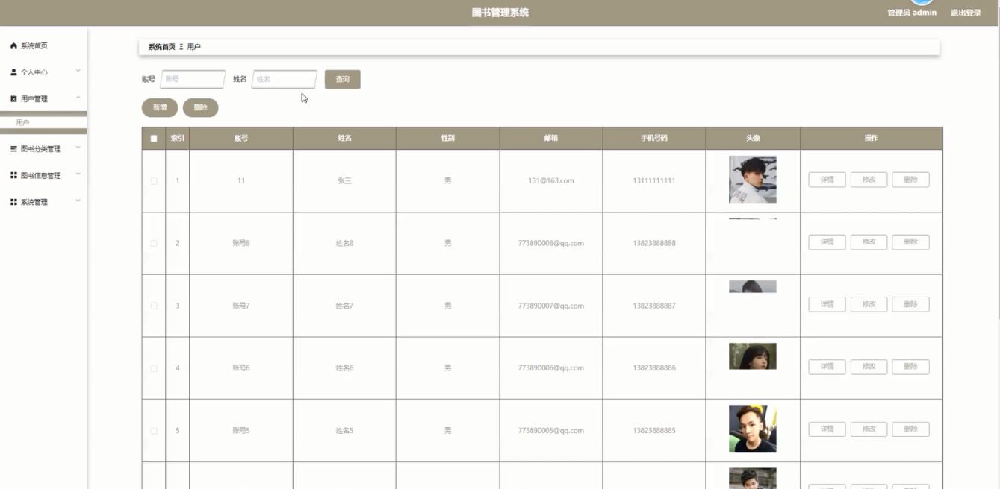 图书管理系统
管理员 admin 退出登录
系统首页
个人中心
用户管理
用户
图书分类管理
图书信息管理
系统管理
系统首页 Ξ 用户
账号 账号 姓名 姓名 查询
新增 删除
索引 账号 姓名 性别 邮箱 手机号码 头像 操作
1 11 张三 男 131@163.com 13111111111 详情 修改 删除
2 账号8 姓名8 男 773890008@qq.com 13823888888 详情 修改 删除
3 账号7 姓名7 男 773890007@qq.com 13823888887 详情 修改 删除
4 账号6 姓名6 男 773890006@qq.com 13823888886 详情 修改 删除
5 账号5 姓名5 男 773890005@qq.com 13823888885 详情 修改 删除